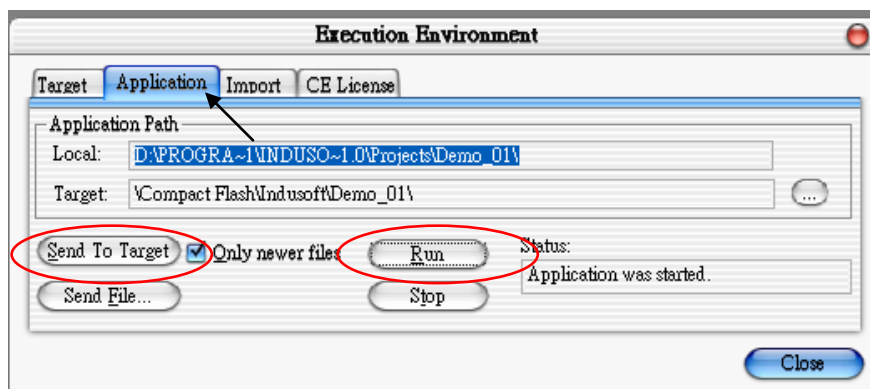 Execution Environment
Target Application Import CE License
Application Path
Local: D:\PROGRA~1\INDUSO~1.0\Projects\Demo_01\
Target: \Compact Flash\Indusoft\Demo_01\ ...
Send To Target Only newer files Run Status:
Application was started.
Send File... Stop
Close